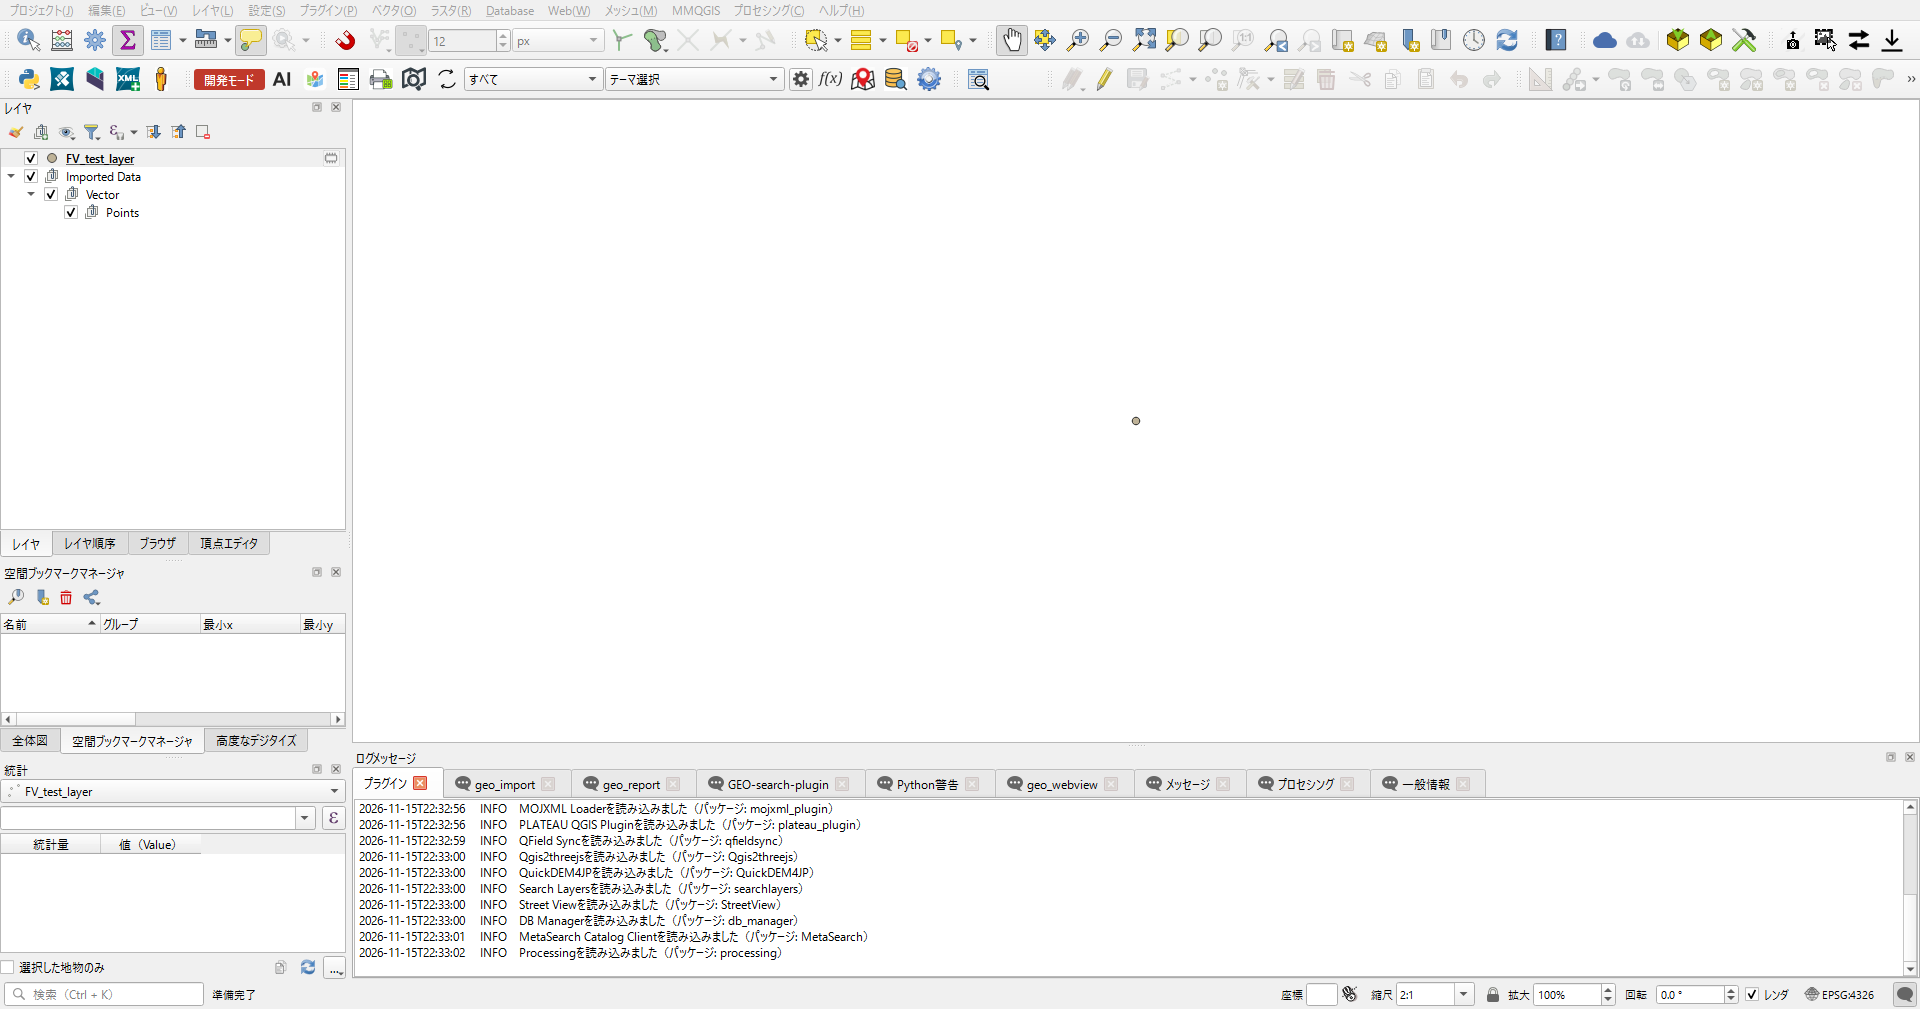 プロジェクト(J) 編集(E) ビュー(V) レイヤ(L) 設定(S) プラグイン(P) ベクタ(O) ラスタ(R) Database Web(W) メッシュ(M) MMQGIS プロセシング(C) ヘルプ(H)
12 px
開発モード AI すべて テーマ選択 f(x)
レイヤ
FV_test_layer
Imported Data
Vector
Points
レイヤ レイヤ順序 ブラウザ 頂点エディタ
空間ブックマークマネージャ
名前 グループ 最小x 最小y
全体図 空間ブックマークマネージャ 高度なデジタイズ
統計
FV_test_layer
ε
統計量 値 (Value)
選択した地物のみ
検索 (Ctrl + K) 準備完了
ログメッセージ
プラグイン geo_import geo_report GEO-search-plugin Python警告 geo_webview メッセージ プロセシング 一般情報
2026-11-15T22:32:56 INFO MOJXML Loaderを読み込みました (パッケージ: mojxml_plugin)
2026-11-15T22:32:56 INFO PLATEAU QGIS Pluginを読み込みました (パッケージ: plateau_plugin)
2026-11-15T22:32:59 INFO QField Syncを読み込みました (パッケージ: qfieldsync)
2026-11-15T22:33:00 INFO Qgis2threejsを読み込みました (パッケージ: Qgis2threejs)
2026-11-15T22:33:00 INFO QuickDEM4JPを読み込みました (パッケージ: QuickDEM4JP)
2026-11-15T22:33:00 INFO Search Layersを読み込みました (パッケージ: searchlayers)
2026-11-15T22:33:00 INFO Street Viewを読み込みました (パッケージ: StreetView)
2026-11-15T22:33:00 INFO DB Managerを読み込みました (パッケージ: db_manager)
2026-11-15T22:33:01 INFO MetaSearch Catalog Clientを読み込みました (パッケージ: MetaSearch)
2026-11-15T22:33:02 INFO Processingを読み込みました (パッケージ: processing)
座標 縮尺 2:1 拡大 100% 回転 0.0 ° レンダ EPSG:4326